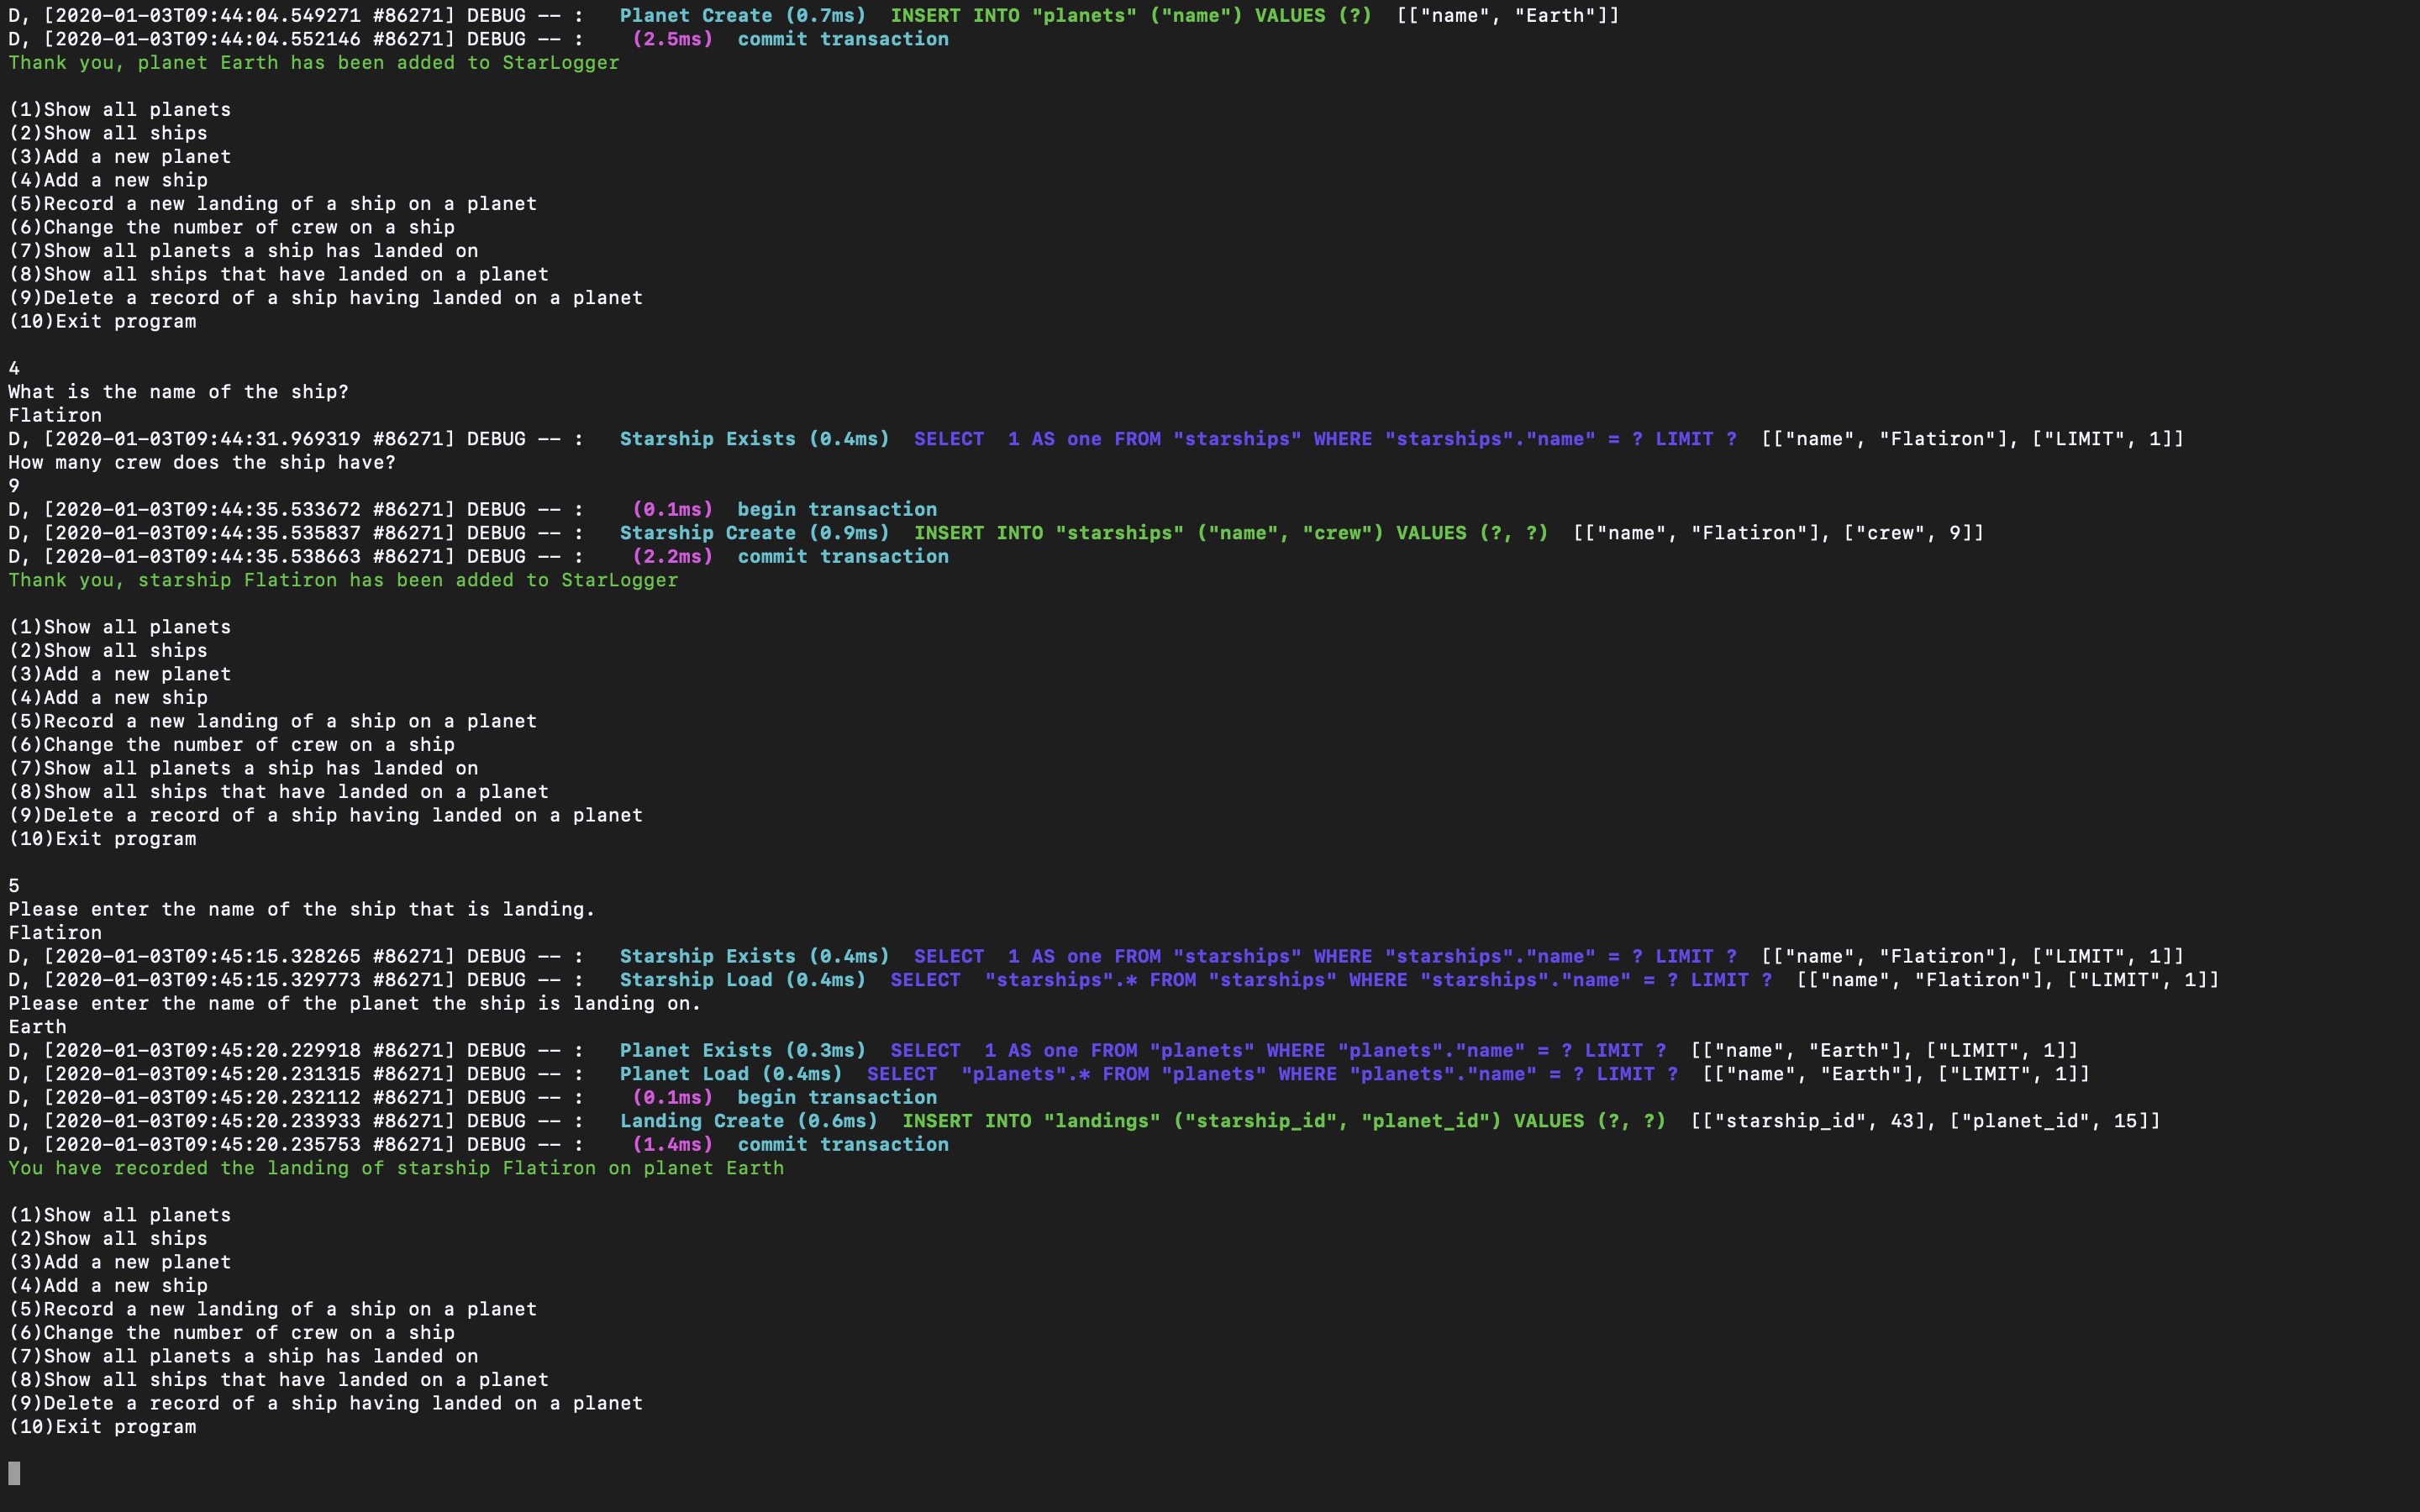 D, [2020-01-03T09:44:04.549271 #86271] DEBUG -- :   Planet Create (0.7ms)  INSERT INTO "planets" ("name") VALUES (?)  [["name", "Earth"]]
D, [2020-01-03T09:44:04.552146 #86271] DEBUG -- :    (2.5ms)  commit transaction
Thank you, planet Earth has been added to StarLogger
(1)Show all planets
(2)Show all ships
(3)Add a new planet
(4)Add a new ship
(5)Record a new landing of a ship on a planet
(6)Change the number of crew on a ship
(7)Show all planets a ship has landed on
(8)Show all ships that have landed on a planet
(9)Delete a record of a ship having landed on a planet
(10)Exit program
4
What is the name of the ship?
Flatiron
D, [2020-01-03T09:44:31.969319 #86271] DEBUG -- :   Starship Exists (0.4ms)  SELECT  1 AS one FROM "starships" WHERE "starships"."name" = ? LIMIT ?  [["name", "Flatiron"], ["LIMIT", 1]]
How many crew does the ship have?
9
D, [2020-01-03T09:44:35.533672 #86271] DEBUG -- :    (0.1ms)  begin transaction
D, [2020-01-03T09:44:35.535837 #86271] DEBUG -- :   Starship Create (0.9ms)  INSERT INTO "starships" ("name", "crew") VALUES (?, ?)  [["name", "Flatiron"], ["crew", 9]]
D, [2020-01-03T09:44:35.538663 #86271] DEBUG -- :    (2.2ms)  commit transaction
Thank you, starship Flatiron has been added to StarLogger
(1)Show all planets
(2)Show all ships
(3)Add a new planet
(4)Add a new ship
(5)Record a new landing of a ship on a planet
(6)Change the number of crew on a ship
(7)Show all planets a ship has landed on
(8)Show all ships that have landed on a planet
(9)Delete a record of a ship having landed on a planet
(10)Exit program
5
Please enter the name of the ship that is landing.
Flatiron
D, [2020-01-03T09:45:15.328265 #86271] DEBUG -- :   Starship Exists (0.4ms)  SELECT  1 AS one FROM "starships" WHERE "starships"."name" = ? LIMIT ?  [["name", "Flatiron"], ["LIMIT", 1]]
D, [2020-01-03T09:45:15.329773 #86271] DEBUG -- :   Starship Load (0.4ms)  SELECT  "starships".* FROM "starships" WHERE "starships"."name" = ? LIMIT ?  [["name", "Flatiron"], ["LIMIT", 1]]
Please enter the name of the planet the ship is landing on.
Earth
D, [2020-01-03T09:45:20.229918 #86271] DEBUG -- :   Planet Exists (0.3ms)  SELECT  1 AS one FROM "planets" WHERE "planets"."name" = ? LIMIT ?  [["name", "Earth"], ["LIMIT", 1]]
D, [2020-01-03T09:45:20.231315 #86271] DEBUG -- :   Planet Load (0.4ms)  SELECT  "planets".* FROM "planets" WHERE "planets"."name" = ? LIMIT ?  [["name", "Earth"], ["LIMIT", 1]]
D, [2020-01-03T09:45:20.232112 #86271] DEBUG -- :    (0.1ms)  begin transaction
D, [2020-01-03T09:45:20.233933 #86271] DEBUG -- :   Landing Create (0.6ms)  INSERT INTO "landings" ("starship_id", "planet_id") VALUES (?, ?)  [["starship_id", 43], ["planet_id", 15]]
D, [2020-01-03T09:45:20.235753 #86271] DEBUG -- :    (1.4ms)  commit transaction
You have recorded the landing of starship Flatiron on planet Earth
(1)Show all planets
(2)Show all ships
(3)Add a new planet
(4)Add a new ship
(5)Record a new landing of a ship on a planet
(6)Change the number of crew on a ship
(7)Show all planets a ship has landed on
(8)Show all ships that have landed on a planet
(9)Delete a record of a ship having landed on a planet
(10)Exit program